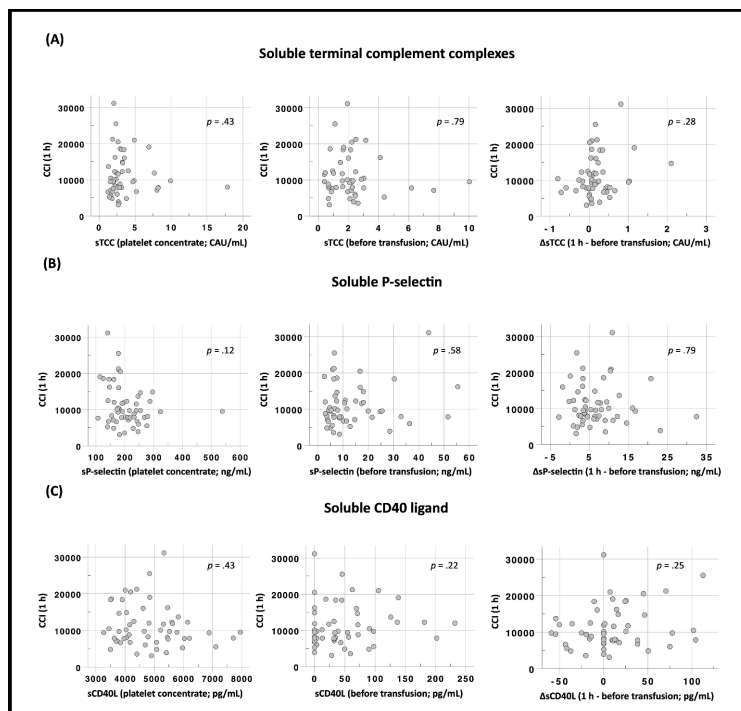 (A)
Soluble terminal complement complexes
CCI (1 h)
30000
20000
10000
0
p = .43
0 5 10 15 20
sTCC (platelet concentrate; CAU/mL)
CCI (1 h)
30000
20000
10000
0
p = .79
0 2 4 6 8 10
sTCC (before transfusion; CAU/mL)
CCI (1 h)
30000
20000
10000
0
p = .28
-1 0 1 2 3
ΔsTCC (1 h - before transfusion; CAU/mL)
(B)
Soluble P-selectin
CCI (1 h)
30000
20000
10000
0
p = .12
100 200 300 400 500 600
sP-selectin (platelet concentrate; ng/mL)
CCI (1 h)
30000
20000
10000
0
p = .58
0 10 20 30 40 50 60
sP-selectin (before transfusion; ng/mL)
CCI (1 h)
30000
20000
10000
0
p = .79
-5 5 15 25 35
ΔsP-selectin (1 h - before transfusion; ng/mL)
(C)
Soluble CD40 ligand
CCI (1 h)
30000
20000
10000
0
p = .43
3000 4000 5000 6000 7000 8000
sCD40L (platelet concentrate; pg/mL)
CCI (1 h)
30000
20000
10000
0
p = .22
0 50 100 150 200 250
sCD40L (before transfusion; pg/mL)
CCI (1 h)
30000
20000
10000
0
p = .25
-50 0 50 100
ΔsCD40L (1 h - before transfusion; pg/mL)